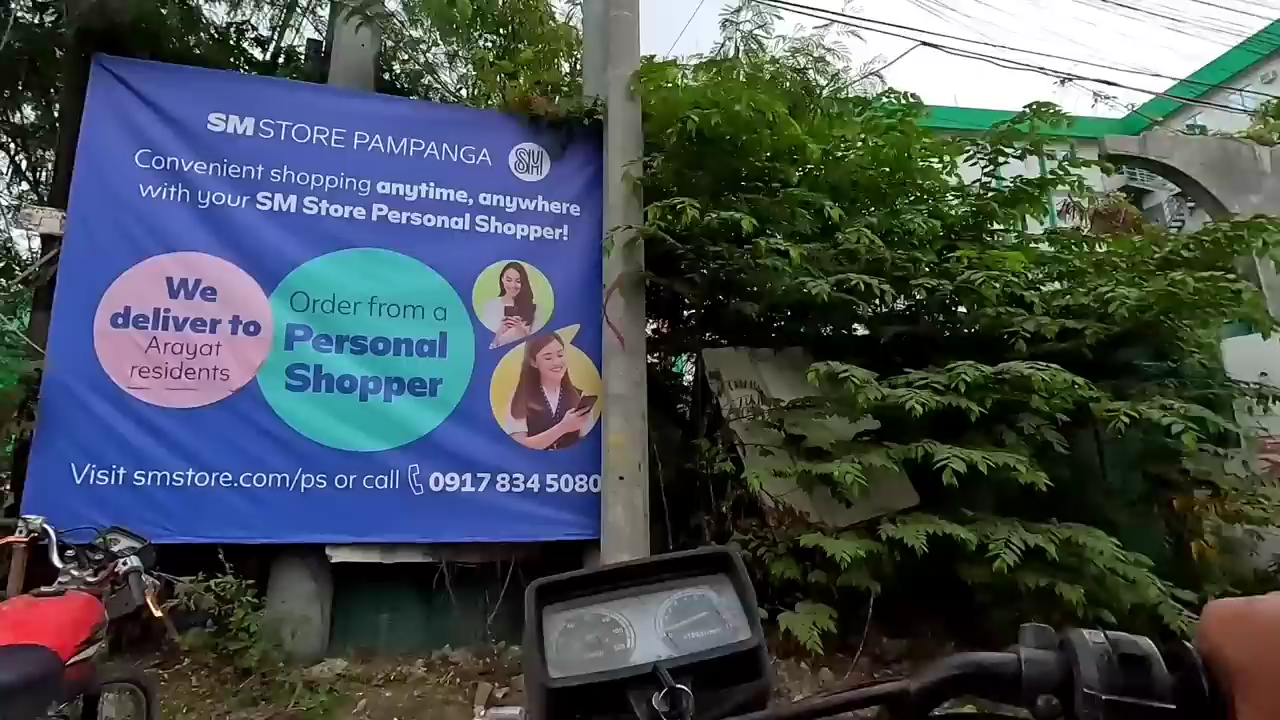 SM STORE PAMPANGA SM
Convenient shopping anytime, anywhere
with your SM Store Personal Shopper!
We
deliver to
Arayat
residents
Order from a
Personal
Shopper
Visit smstore.com/ps or call 0917 834 5080